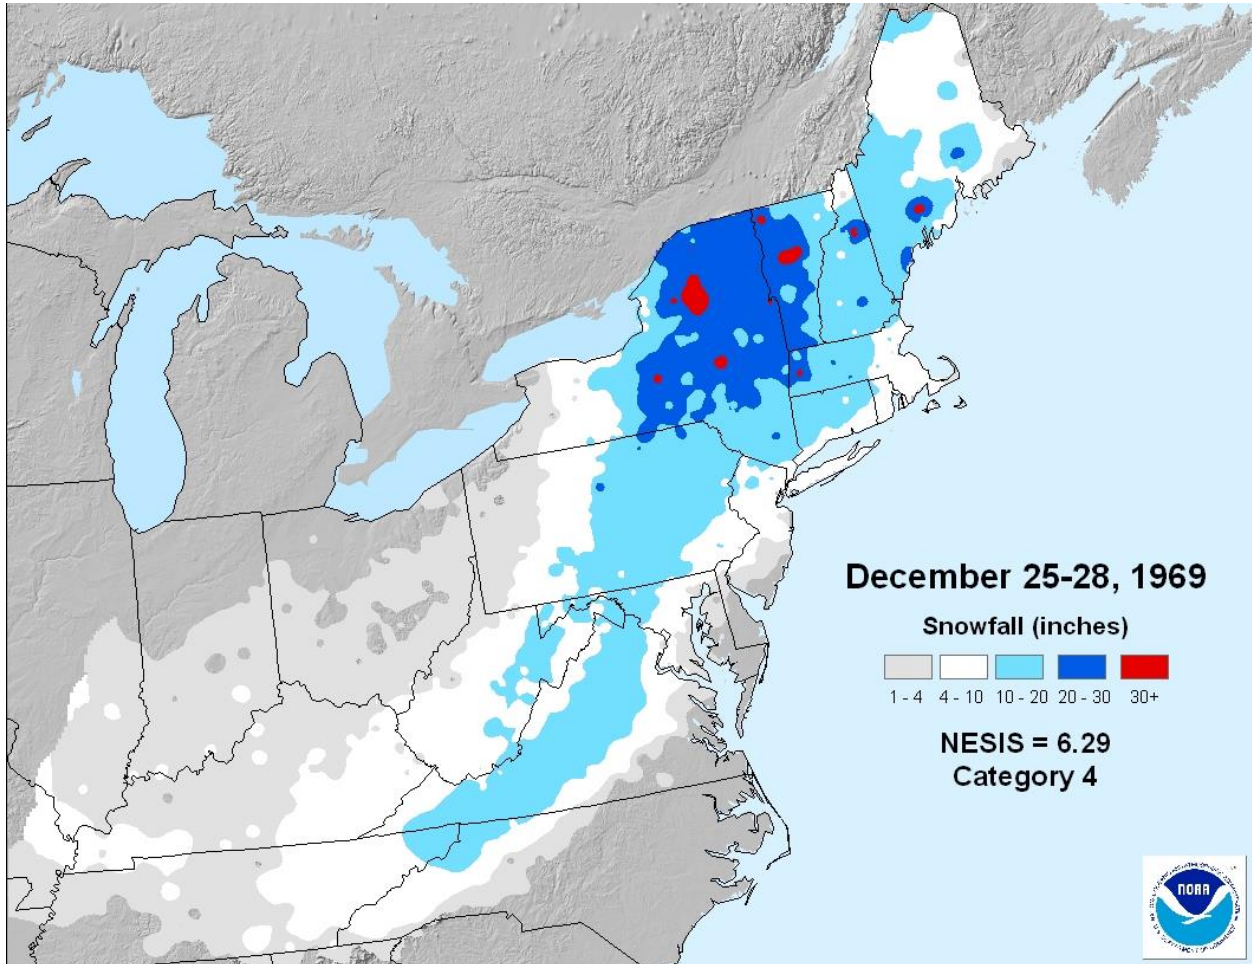 December 25-28, 1969
Snowfall (inches)
1 - 4 4 - 10 10 - 20 20 - 30 30+
NESIS = 6.29
Category 4
NOAA